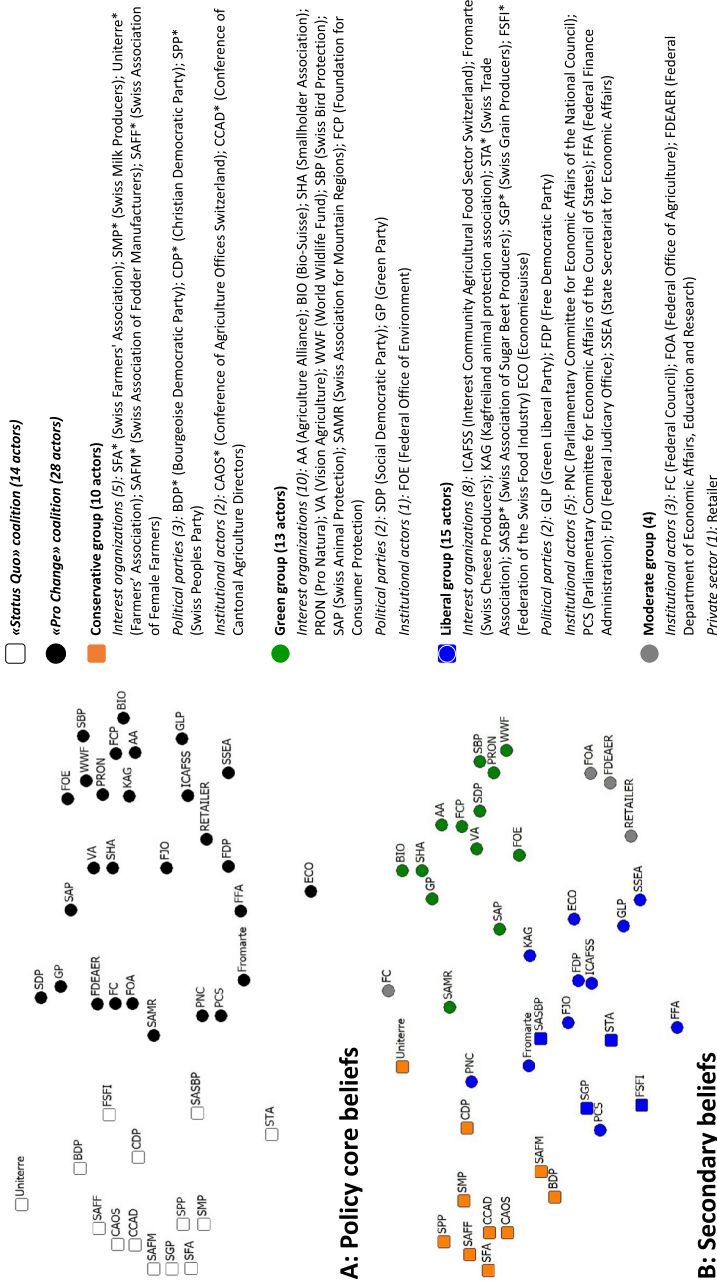 Uniterre
BDP
FSFI
SAFF
CAOS
CCAD
CDP
SAFM
SGP
SFA
SPP
SMP
SASBP
STA
SDP
GP
SAP
FDEAER
FC
FOA
SAMR
PNC
PCS
Fromarte
FFA
ECO
FOE
WWF
SBP
PRON
FCP
BIO
AA
KAG
VA
SHA
FJO
ICAFSS
GLP
RETAILER
FDP
SSEA
A: Policy core beliefs
FC
Uniterre
SAMR
BIO
SHA
GP
AA
FCP
VA
SDP
SBP
PRON
WWF
FOE
SAP
KAG
SPP
SMP
CDP
PNC
SAFF
SFA
CCAD
CAOS
SAFM
BDP
Fromarte
SASBP
FJO
FDP
ICAFSS
ECO
SGP
PCS
STA
FSFI
GLP
SSEA
FFA
FOA
FDEAER
RETAILER
B: Secondary beliefs
«Status Quo» coalition (14 actors)
«Pro Change» coalition (28 actors)
Conservative group (10 actors)
Interest organizations (5): SFA* (Swiss Farmers' Association); SMP* (Swiss Milk Producers); Uniterre*
(Farmers' Association); SAFM* (Swiss Association of Fodder Manufacturers); SAFF* (Swiss Association
of Female Farmers)
Political parties (3): BDP* (Bourgeoise Democratic Party); CDP* (Christian Democratic Party); SPP*
(Swiss Peoples Party)
Institutional actors (2): CAOS* (Conference of Agriculture Offices Switzerland); CCAD* (Conference of
Cantonal Agriculture Directors)
Green group (13 actors)
Interest organizations (10): AA (Agriculture Alliance); BIO (Bio-Suisse); SHA (Smallholder Association);
PRON (Pro Natura); VA (Vision Agriculture); WWF (World Wildlife Fund); SBP (Swiss Bird Protection);
SAP (Swiss Animal Protection); SAMR (Swiss Association for Mountain Regions); FCP (Foundation for
Consumer Protection)
Political parties (2): SDP (Social Democratic Party); GP (Green Party)
Institutional actors (1): FOE (Federal Office of Environment)
Liberal group (15 actors)
Interest organizations (8): ICAFSS (Interest Community Agricultural Food Sector Switzerland); Fromarte
(Swiss Cheese Producers); KAG (Kagfreiland animal protection association); STA* (Swiss Trade
Association); SASBP* (Swiss Association of Sugar Beet Producers); SGP* (Swiss Grain Producers); FSFI*
(Federation of the Swiss Food Industry) ECO (Economiesuisse)
Political parties (2): GLP (Green Liberal Party); FDP (Free Democratic Party)
Institutional actors (5): PNC (Parliamentary Committee for Economic Affairs of the National Council);
PCS (Parliamentary Committee for Economic Affairs of the Council of States); FFA (Federal Finance
Administration); FJO (Federal Judicary Office); SSEA (State Secretariat for Economic Affairs)
Moderate group (4)
Institutional actors (3): FC (Federal Council); FOA (Federal Office of Agriculture); FDEAER (Federal
Department of Economic Affairs, Education and Research)
Private sector (1): Retailer